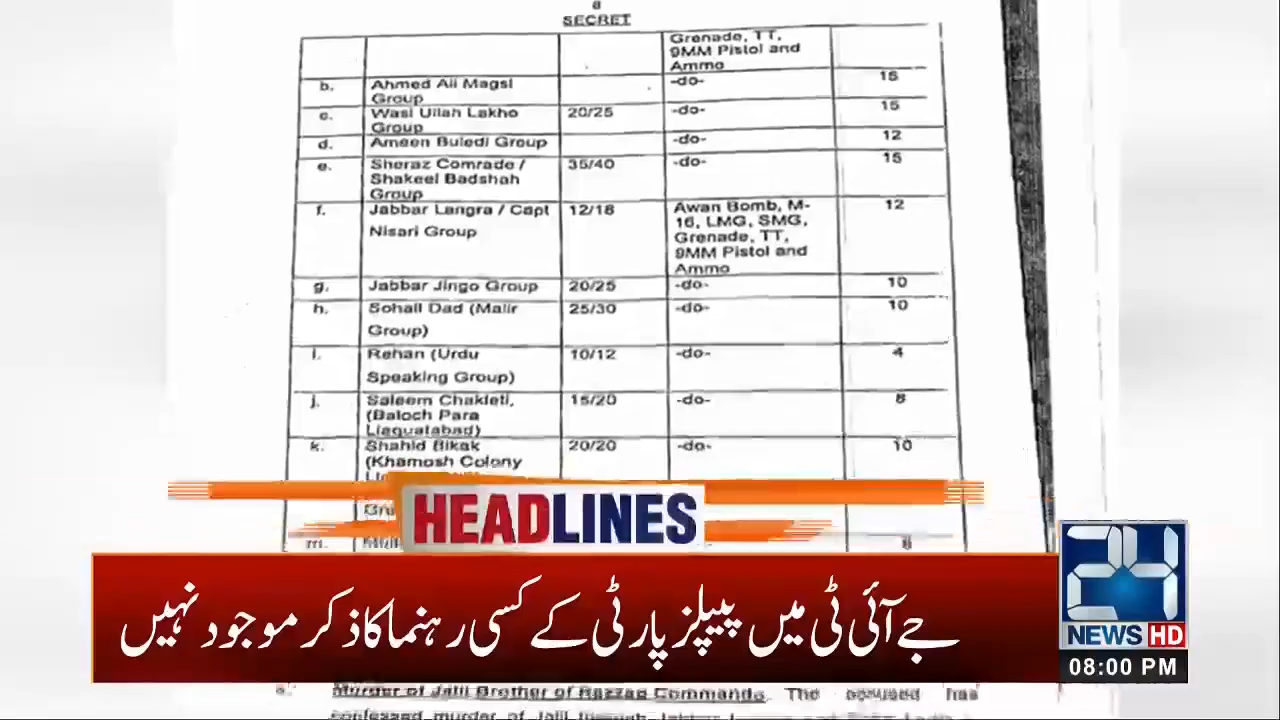 SECRET
Grenade, TT,
9MM Pistol and
Ammo
b. Ahmed Ali Magsi -do- 15
Group
c. Wasi Ullah Lakho 20/25 -do- 15
Group
d. Ameen Buledi Group -do- 12
e. Sheraz Comrade / 35/40 -do- 15
Shakeel Badshah
Group
f. Jabbar Langra / Capt 12/18 Awan Bomb, M- 12
Nisari Group 16, LMG, SMG,
Grenade, TT,
9MM Pistol and
Ammo
g. Jabbar Jingo Group 20/25 -do- 10
h. Sohail Dad (Malir 25/30 -do- 10
Group)
i. Rehan (Urdu 10/12 -do- 4
Speaking Group)
j. Saleem Chakleti, 15/20 -do- 8
(Baloch Para
Liaquatabad)
k. Shahid Bikak 20/20 -do- 10
(Khamosh Colony
HEADLINES
m.
جے آئی ٹی میں پیپلز پارٹی کے کسی رہنما کا ذکر موجود نہیں
24
NEWS HD
08:00 PM
Murder of Jalil Brother of Razzaq Commando. The accused has
confessed murder of Jalil